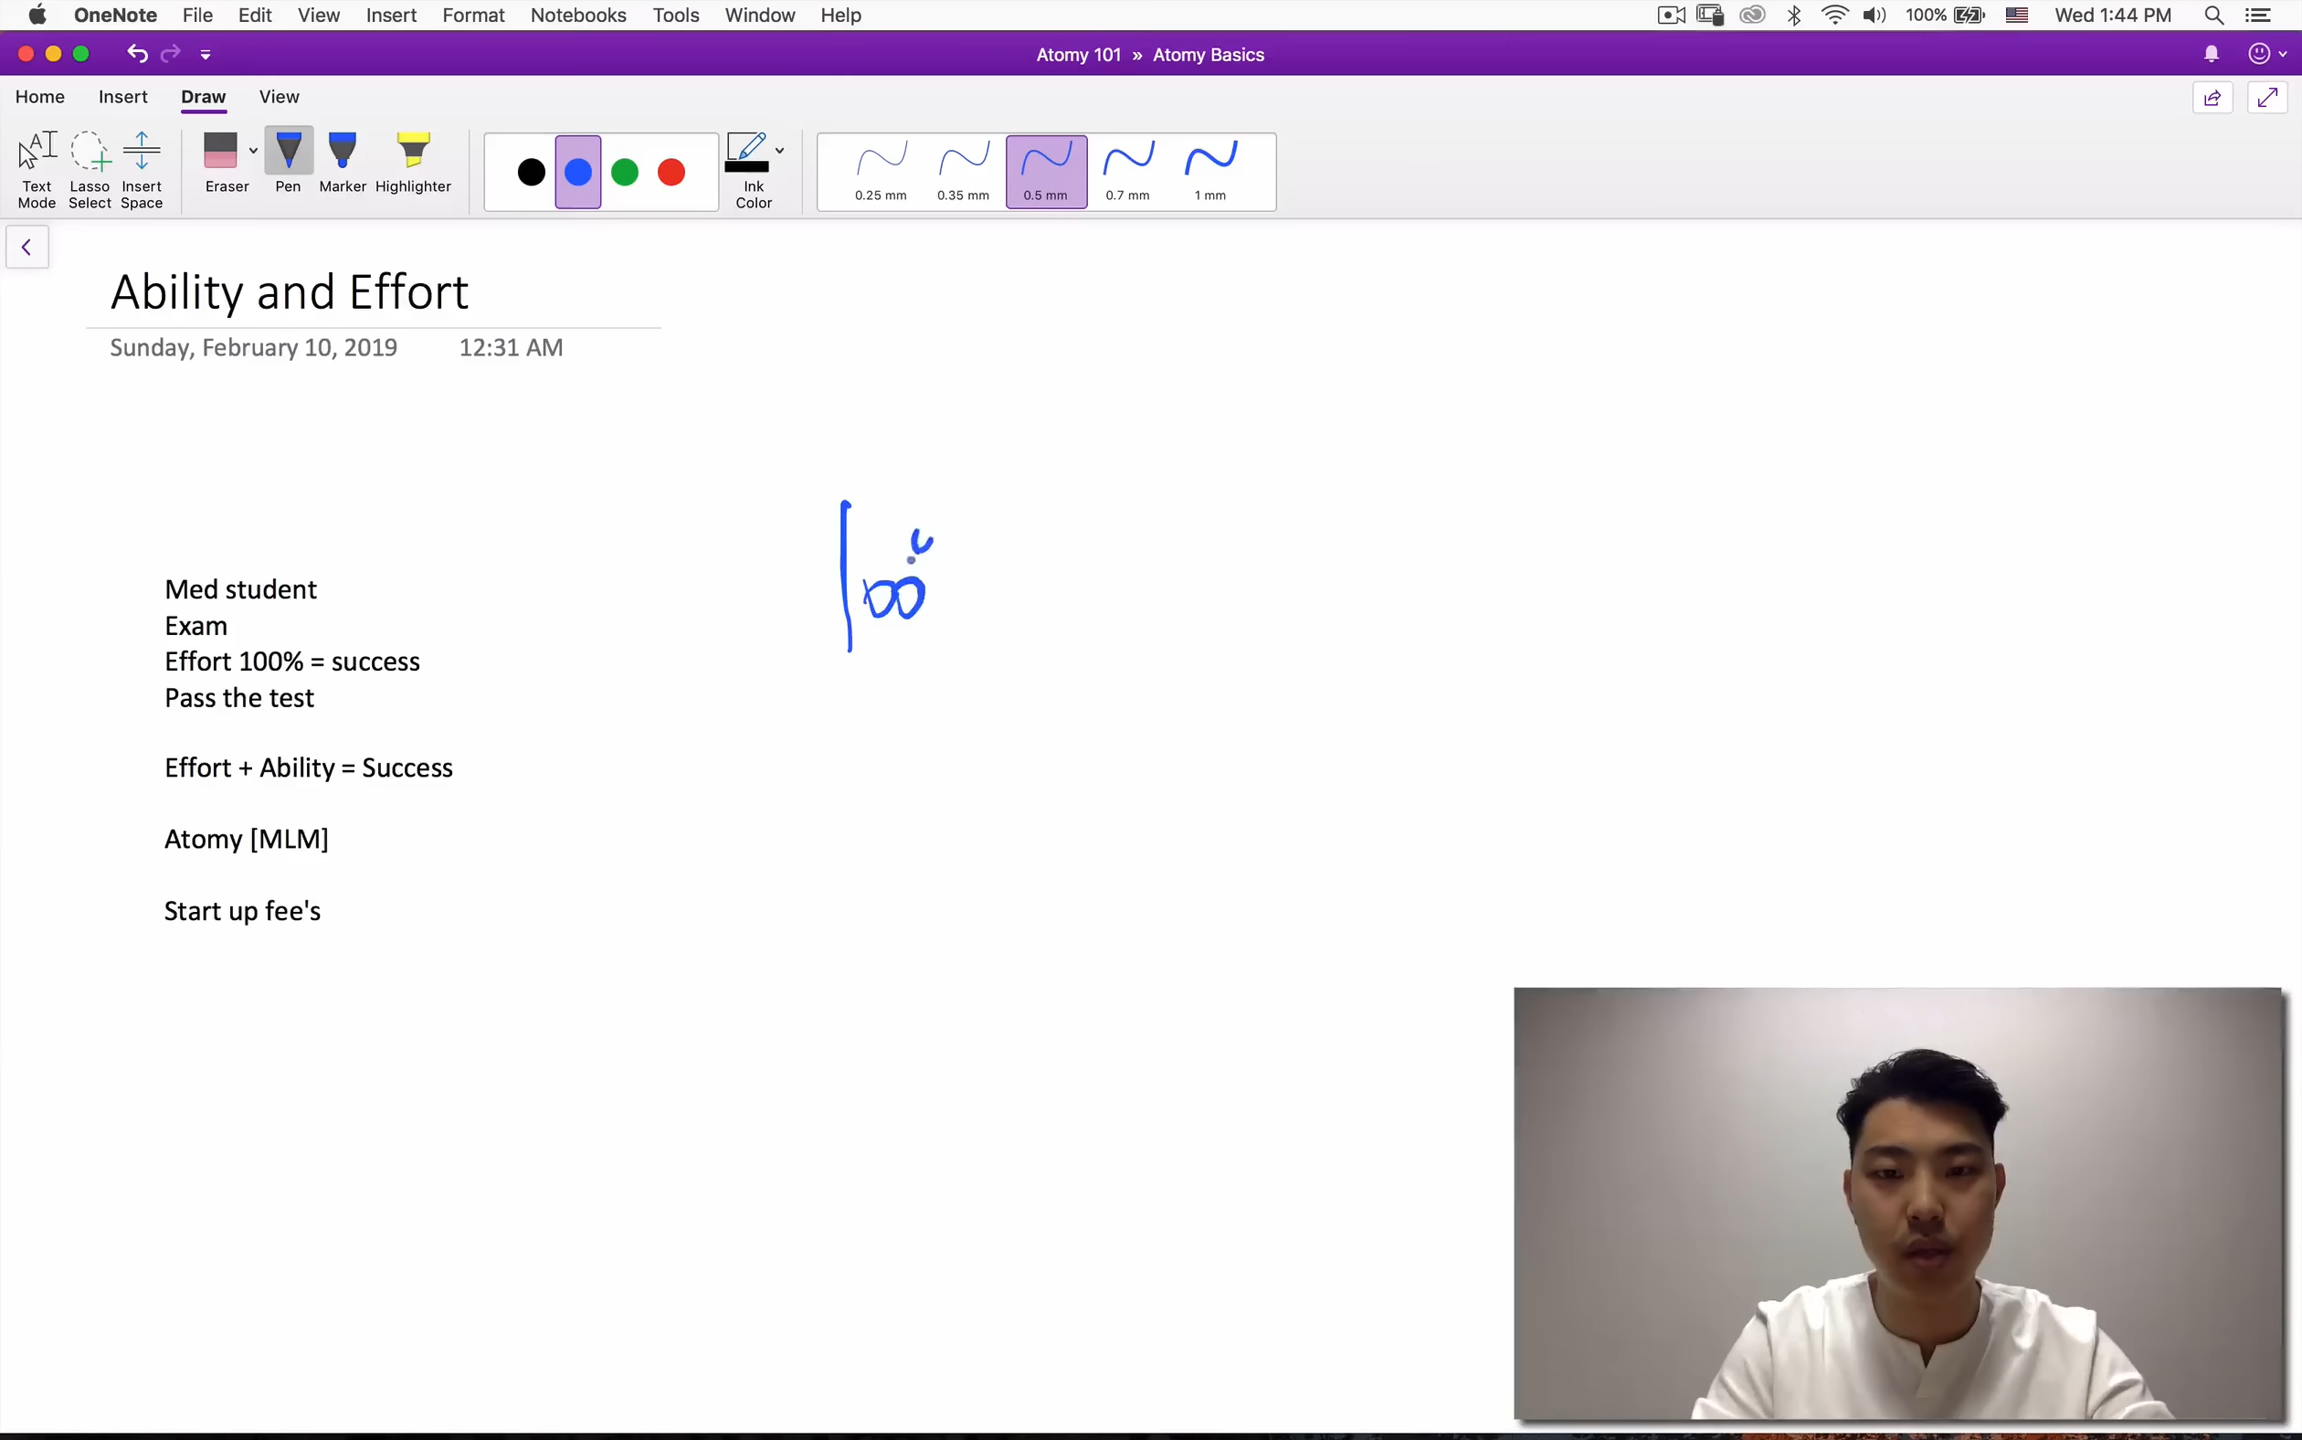 OneNote File Edit View Insert Format Notebooks Tools Window Help 100% Wed 1:44 PM
Atomy 101 » Atomy Basics
Home Insert Draw View
Text Mode
Lasso Select
Insert Space
Eraser
Pen
Marker
Highlighter
Ink Color
0.25 mm 0.35 mm 0.5 mm 0.7 mm 1 mm
Ability and Effort
Sunday, February 10, 2019 12:31 AM
100
Med student
Exam
Effort 100% = success
Pass the test
Effort + Ability = Success
Atomy [MLM]
Start up fee's